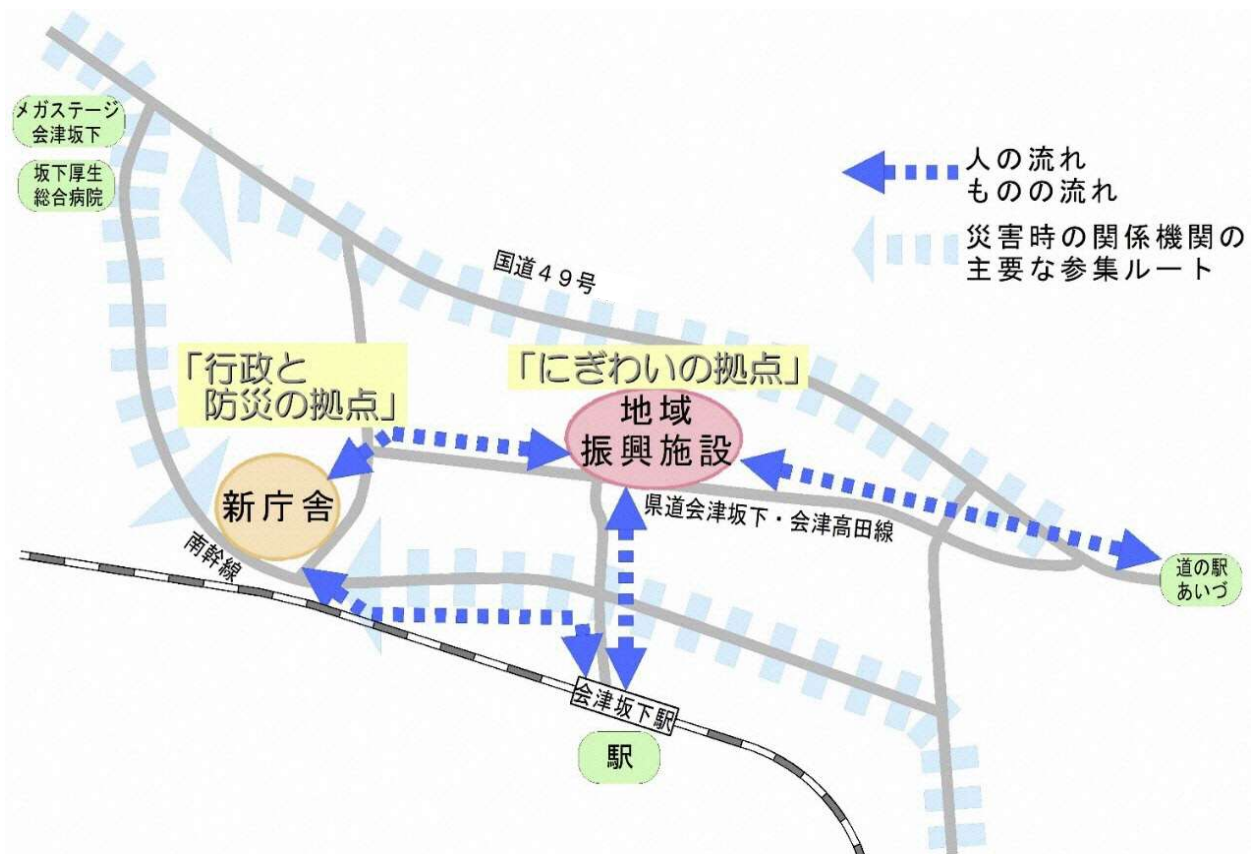 メガステージ
会津坂下
坂下厚生
総合病院
人の流れ
ものの流れ
災害時の関係機関の
主要な参集ルート
国道49号
「行政と
防災の拠点」
「にぎわいの拠点」
地域
振興施設
新庁舎
県道会津坂下・会津高田線
南幹線
道の駅
あいづ
会津坂下駅
駅